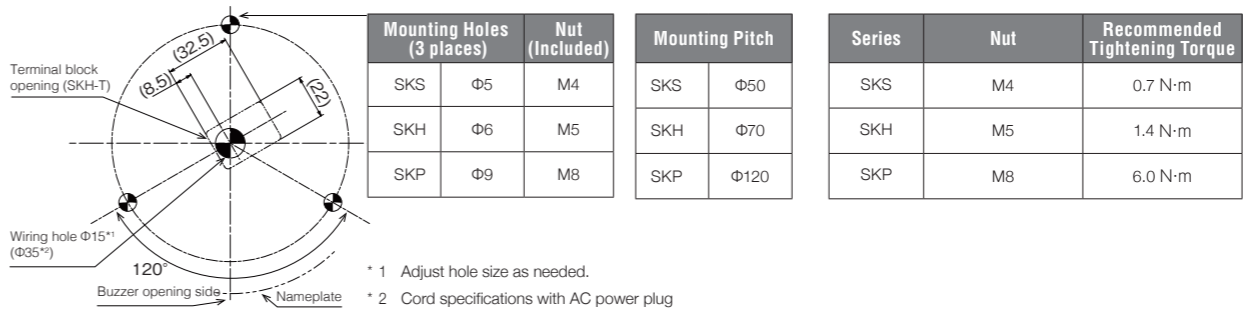 Terminal block
opening (SKH-T)
(32.5)
(8.5)
(22)
Wiring hole Φ15*1
(Φ35*2)
120°
Buzzer opening side
Nameplate
Mounting Holes
(3 places)
Nut
(Included)
SKS Φ5 M4
SKH Φ6 M5
SKP Φ9 M8
Mounting Pitch
SKS Φ50
SKH Φ70
SKP Φ120
Series Nut Recommended
Tightening Torque
SKS M4 0.7 N·m
SKH M5 1.4 N·m
SKP M8 6.0 N·m
* 1 Adjust hole size as needed.
* 2 Cord specifications with AC power plug